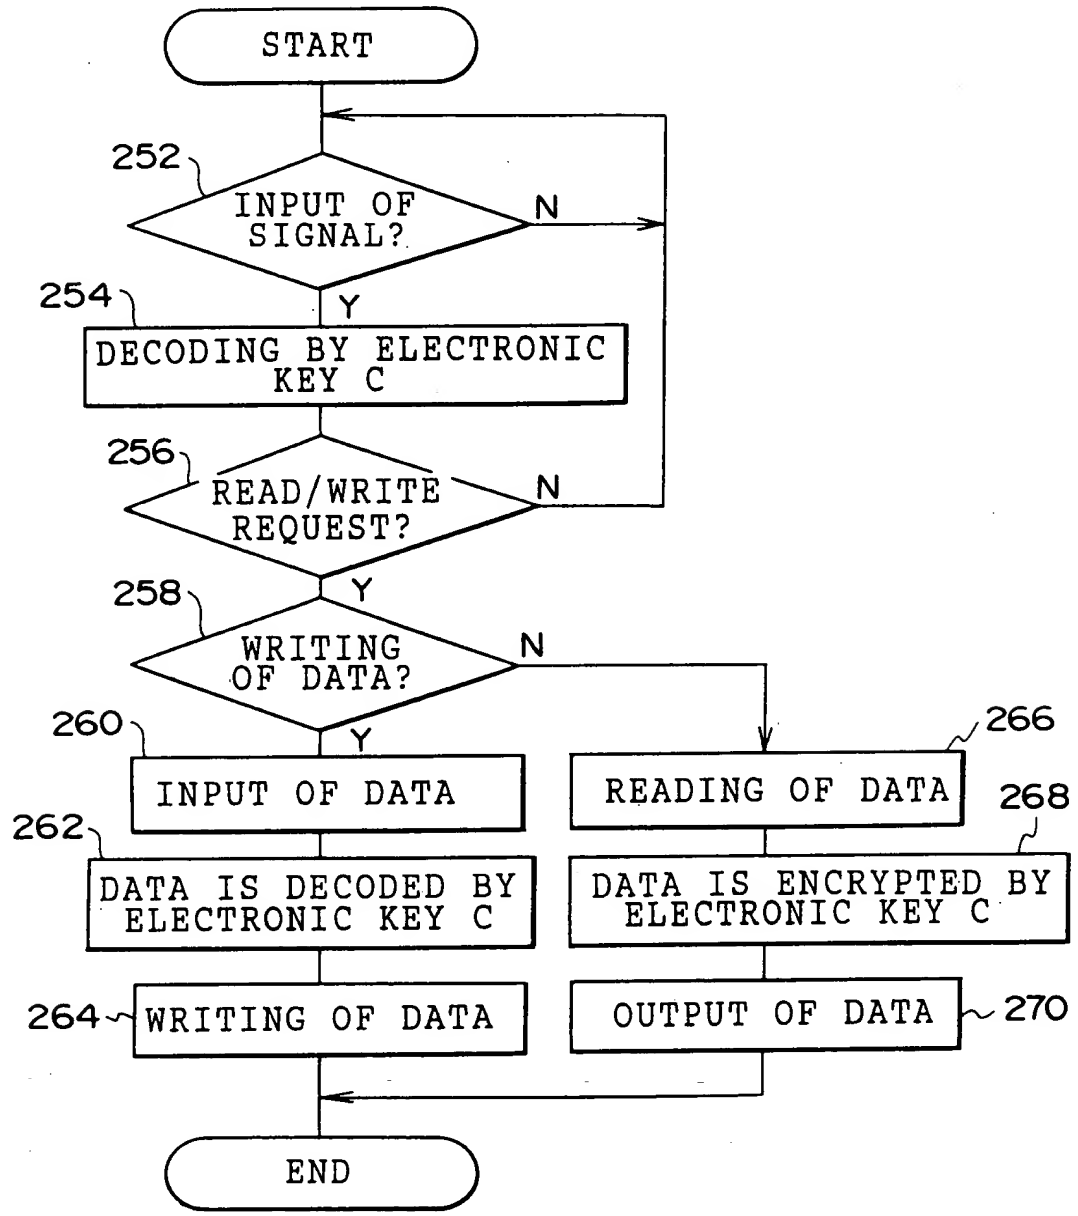 START
252
INPUT OF
SIGNAL?
N
Y
254
DECODING BY ELECTRONIC
KEY C
256
READ/WRITE
REQUEST?
N
Y
258
WRITING
OF DATA?
N
Y
260
INPUT OF DATA
266
READING OF DATA
262
DATA IS DECODED BY
ELECTRONIC KEY C
268
DATA IS ENCRYPTED BY
ELECTRONIC KEY C
264
WRITING OF DATA
OUTPUT OF DATA
270
END